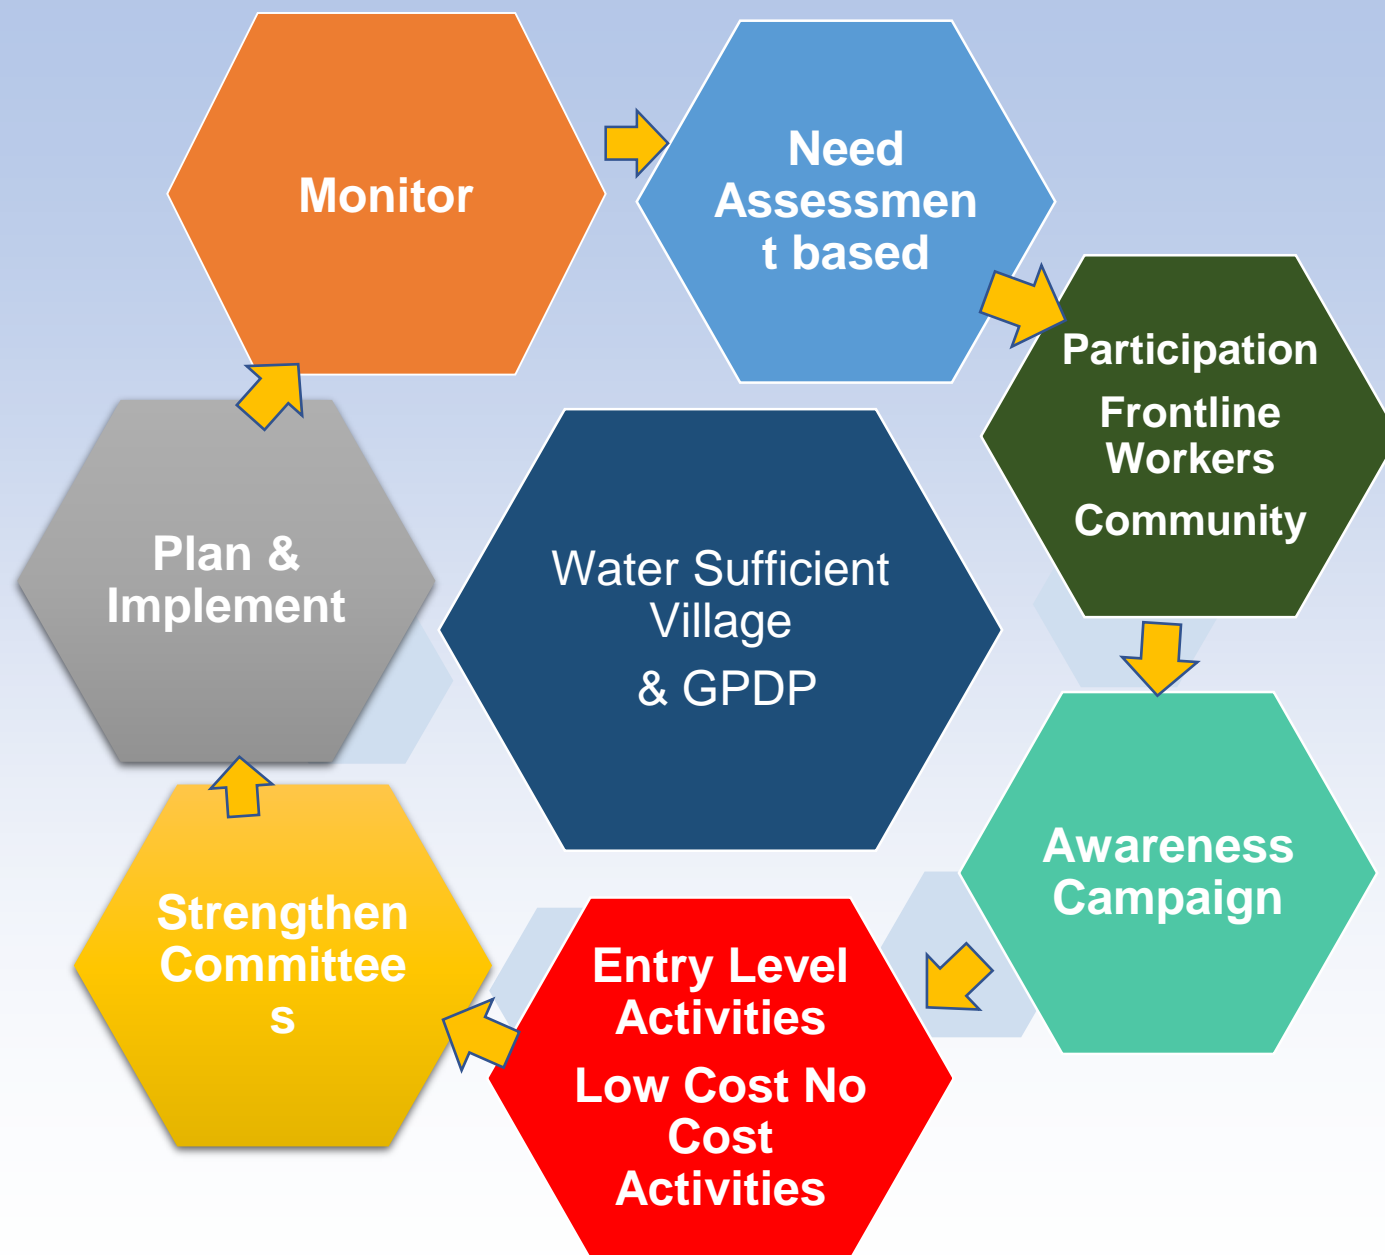 Monitor
Need
Assessmen
t based
Participation
Frontline
Workers
Community
Plan &
Implement
Water Sufficient
Village
& GPDP
Awareness
Campaign
Strengthen
Committee
s
Entry Level
Activities
Low Cost No
Cost
Activities